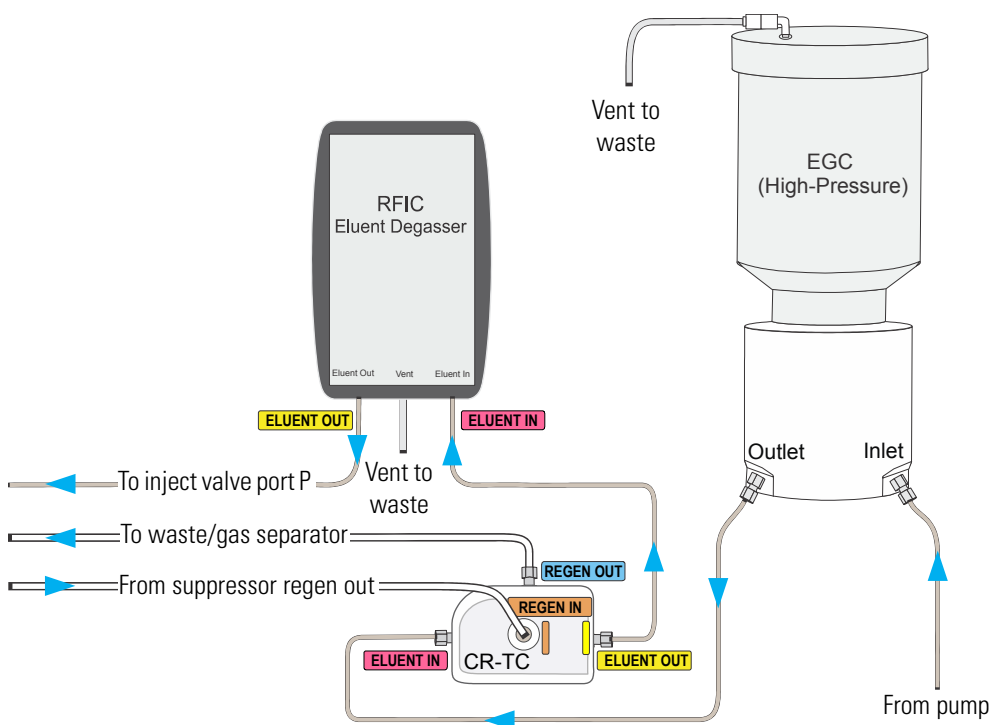 Vent to
waste
EGC
(High-Pressure)
RFIC
Eluent Degasser
Eluent Out
Vent
Eluent In
ELUENT OUT
ELUENT IN
Outlet
Inlet
To inject valve port P
Vent to
waste
To waste/gas separator
REGEN OUT
From suppressor regen out
REGEN IN
ELUENT IN
CR-TC
ELUENT OUT
From pump